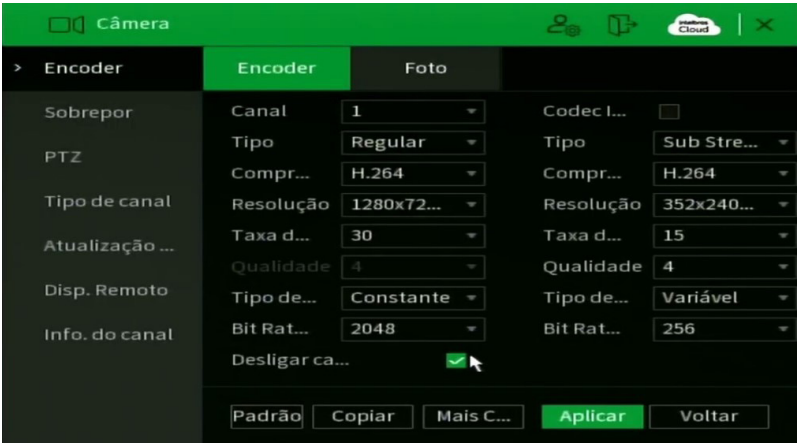 Câmera
intelbras Cloud
Encoder
Encoder Foto
Sobrepor
PTZ
Tipo de canal
Atualização ...
Disp. Remoto
Info. do canal
Canal 1 Codec I...
Tipo Regular Tipo Sub Stre...
Compr... H.264 Compr... H.264
Resolução 1280x72... Resolução 352x240...
Taxa d... 30 Taxa d... 15
Qualidade 4 Qualidade 4
Tipo de... Constante Tipo de... Variável
Bit Rat... 2048 Bit Rat... 256
Desligar ca...
Padrão Copiar Mais C... Aplicar Voltar